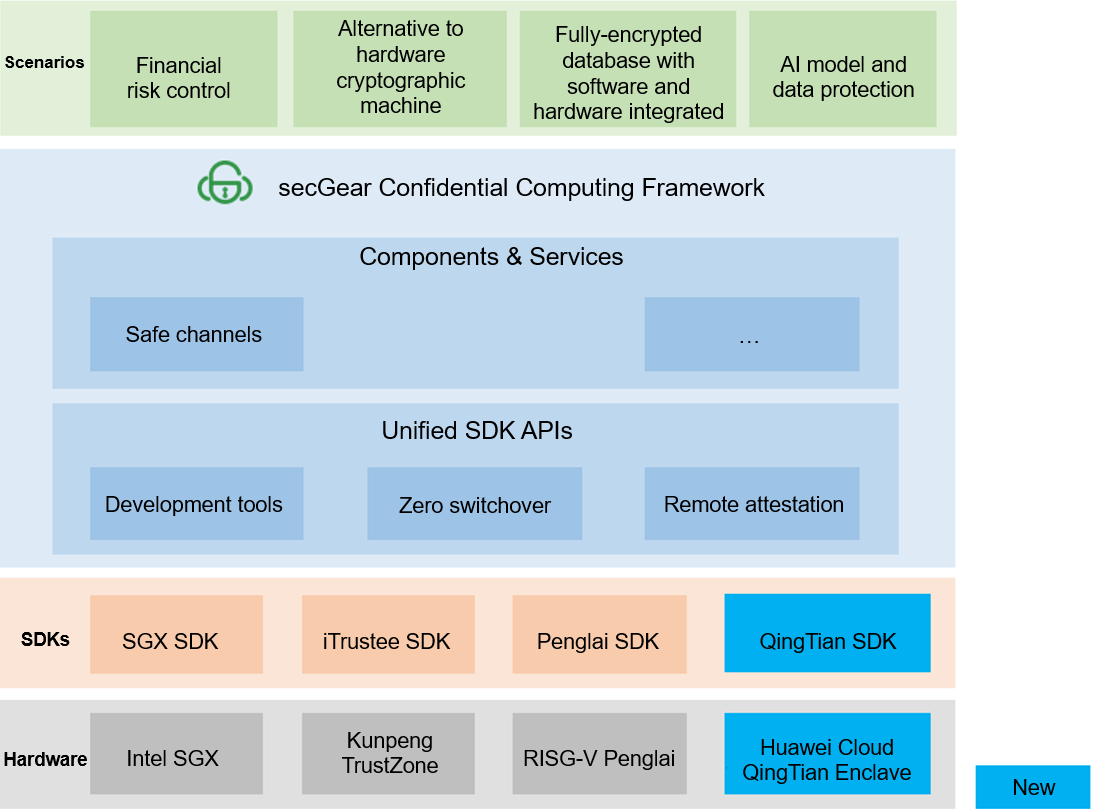 Scenarios
Financial
risk control
Alternative to
hardware
cryptographic
machine
Fully-encrypted
database with
software and
hardware integrated
AI model and
data protection
secGear Confidential Computing Framework
Components & Services
Safe channels
...
Unified SDK APIs
Development tools
Zero switchover
Remote attestation
SDKs
SGX SDK
iTrustee SDK
Penglai SDK
QingTian SDK
Hardware
Intel SGX
Kunpeng
TrustZone
RISG-V Penglai
Huawei Cloud
QingTian Enclave
New